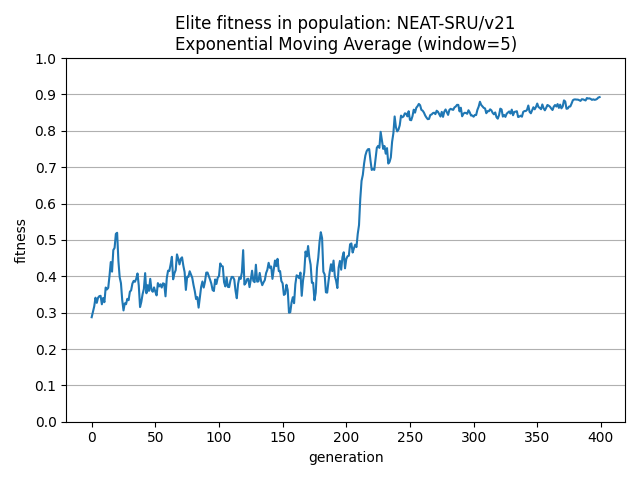 Elite fitness in population: NEAT-SRU/v21
Exponential Moving Average (window=5)
1.0
0.9
0.8
0.7
0.6
0.5
0.4
0.3
0.2
0.1
0.0
fitness
0 50 100 150 200 250 300 350 400
generation